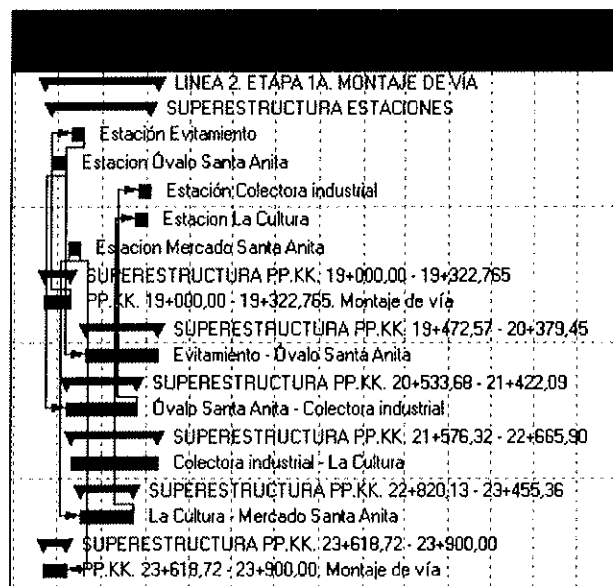 LINEA 2. ETAPA 1A. MONTAJE DE VÍA
SUPERESTRUCTURA ESTACIONES
Estación Evitamiento
Estacion Óvalo Santa Anita
Estación Colectora industrial
Estacion La Cultura
Estacion Mercado Santa Anita
SUPERESTRUCTURA PP.KK. 19+000,00 - 19+322,765
PP.KK. 19+000,00 - 19+322,765. Montaje de vía
SUPERESTRUCTURA PP.KK. 19+472,57 - 20+379,45
Evitamiento - Óvalo Santa Anita
SUPERESTRUCTURA PP.KK. 20+533,68 - 21+422,09
Óvalo Santa Anita - Colectora industrial
SUPERESTRUCTURA PP.KK. 21+576,32 - 22+665,90
Colectora industrial - La Cultura
SUPERESTRUCTURA PP.KK. 22+820,13 - 23+455,36
La Cultura - Mercado Santa Anita
SUPERESTRUCTURA PP.KK. 23+618,72 - 23+900,00
PP.KK. 23+618,72 - 23+900,00. Montaje de vía